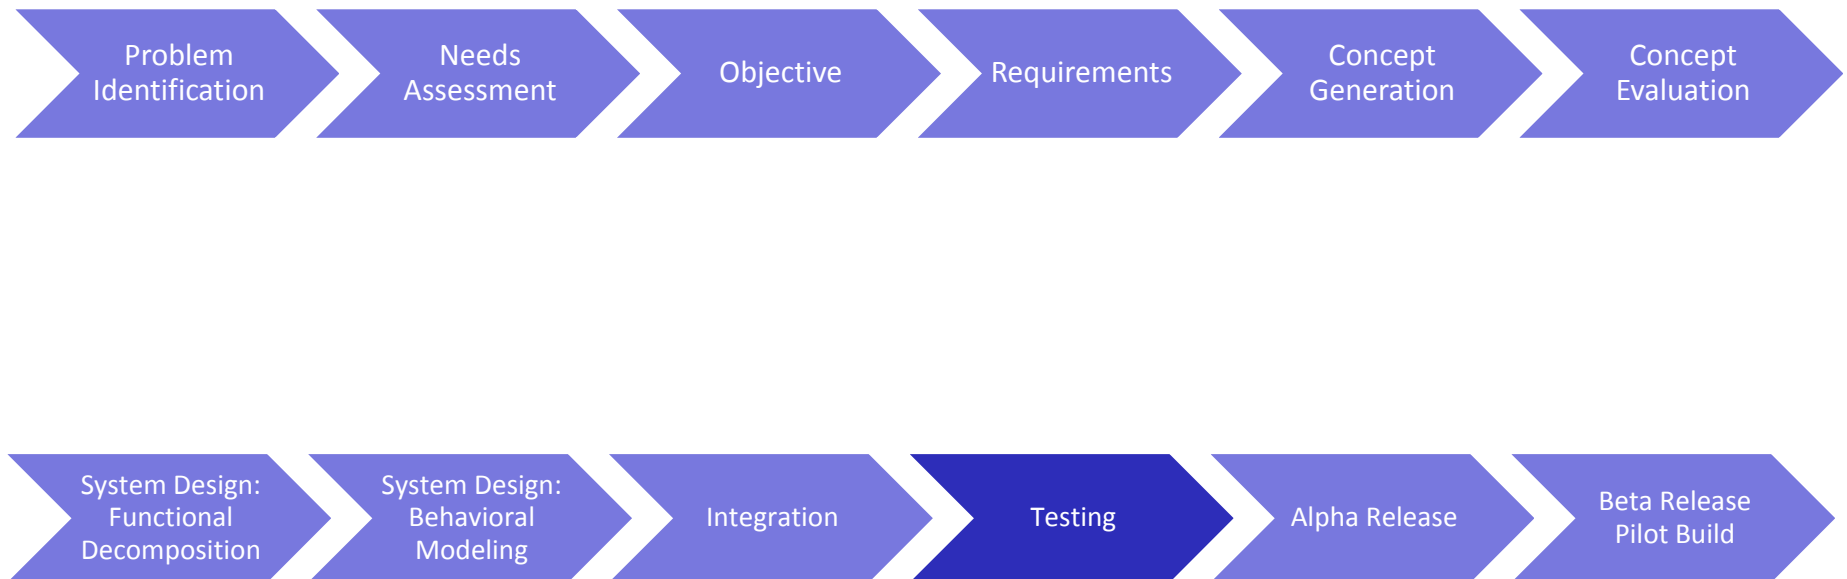 Problem
Identification
Needs
Assessment
Objective
Requirements
Concept
Generation
Concept
Evaluation
System Design:
Functional
Decomposition
System Design:
Behavioral
Modeling
Integration
Testing
Alpha Release
Beta Release
Pilot Build